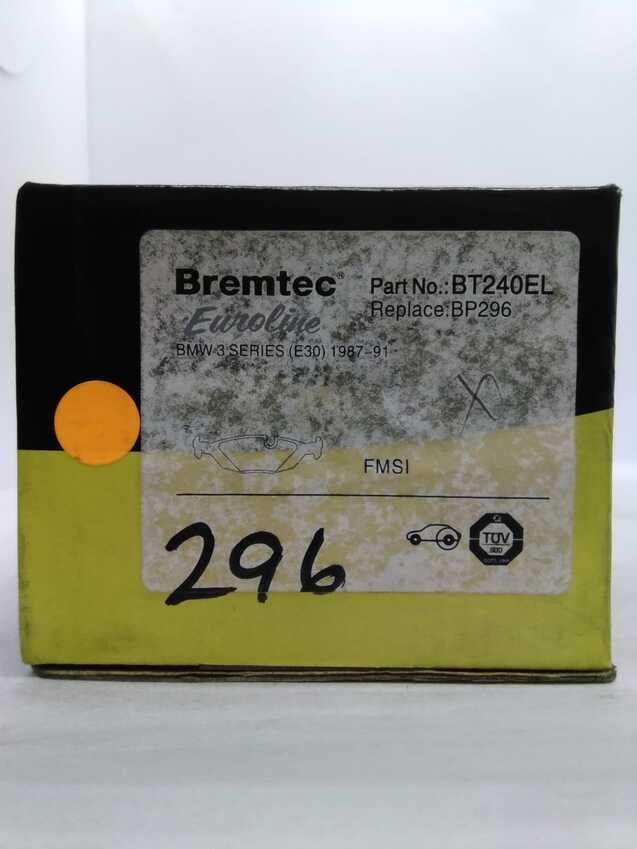 Bremtec®
Part No.:BT240EL
Euroline
Replace:BP296
BMW 3 SERIES (E30) 1987-91
X
FMSI
296
TÜV